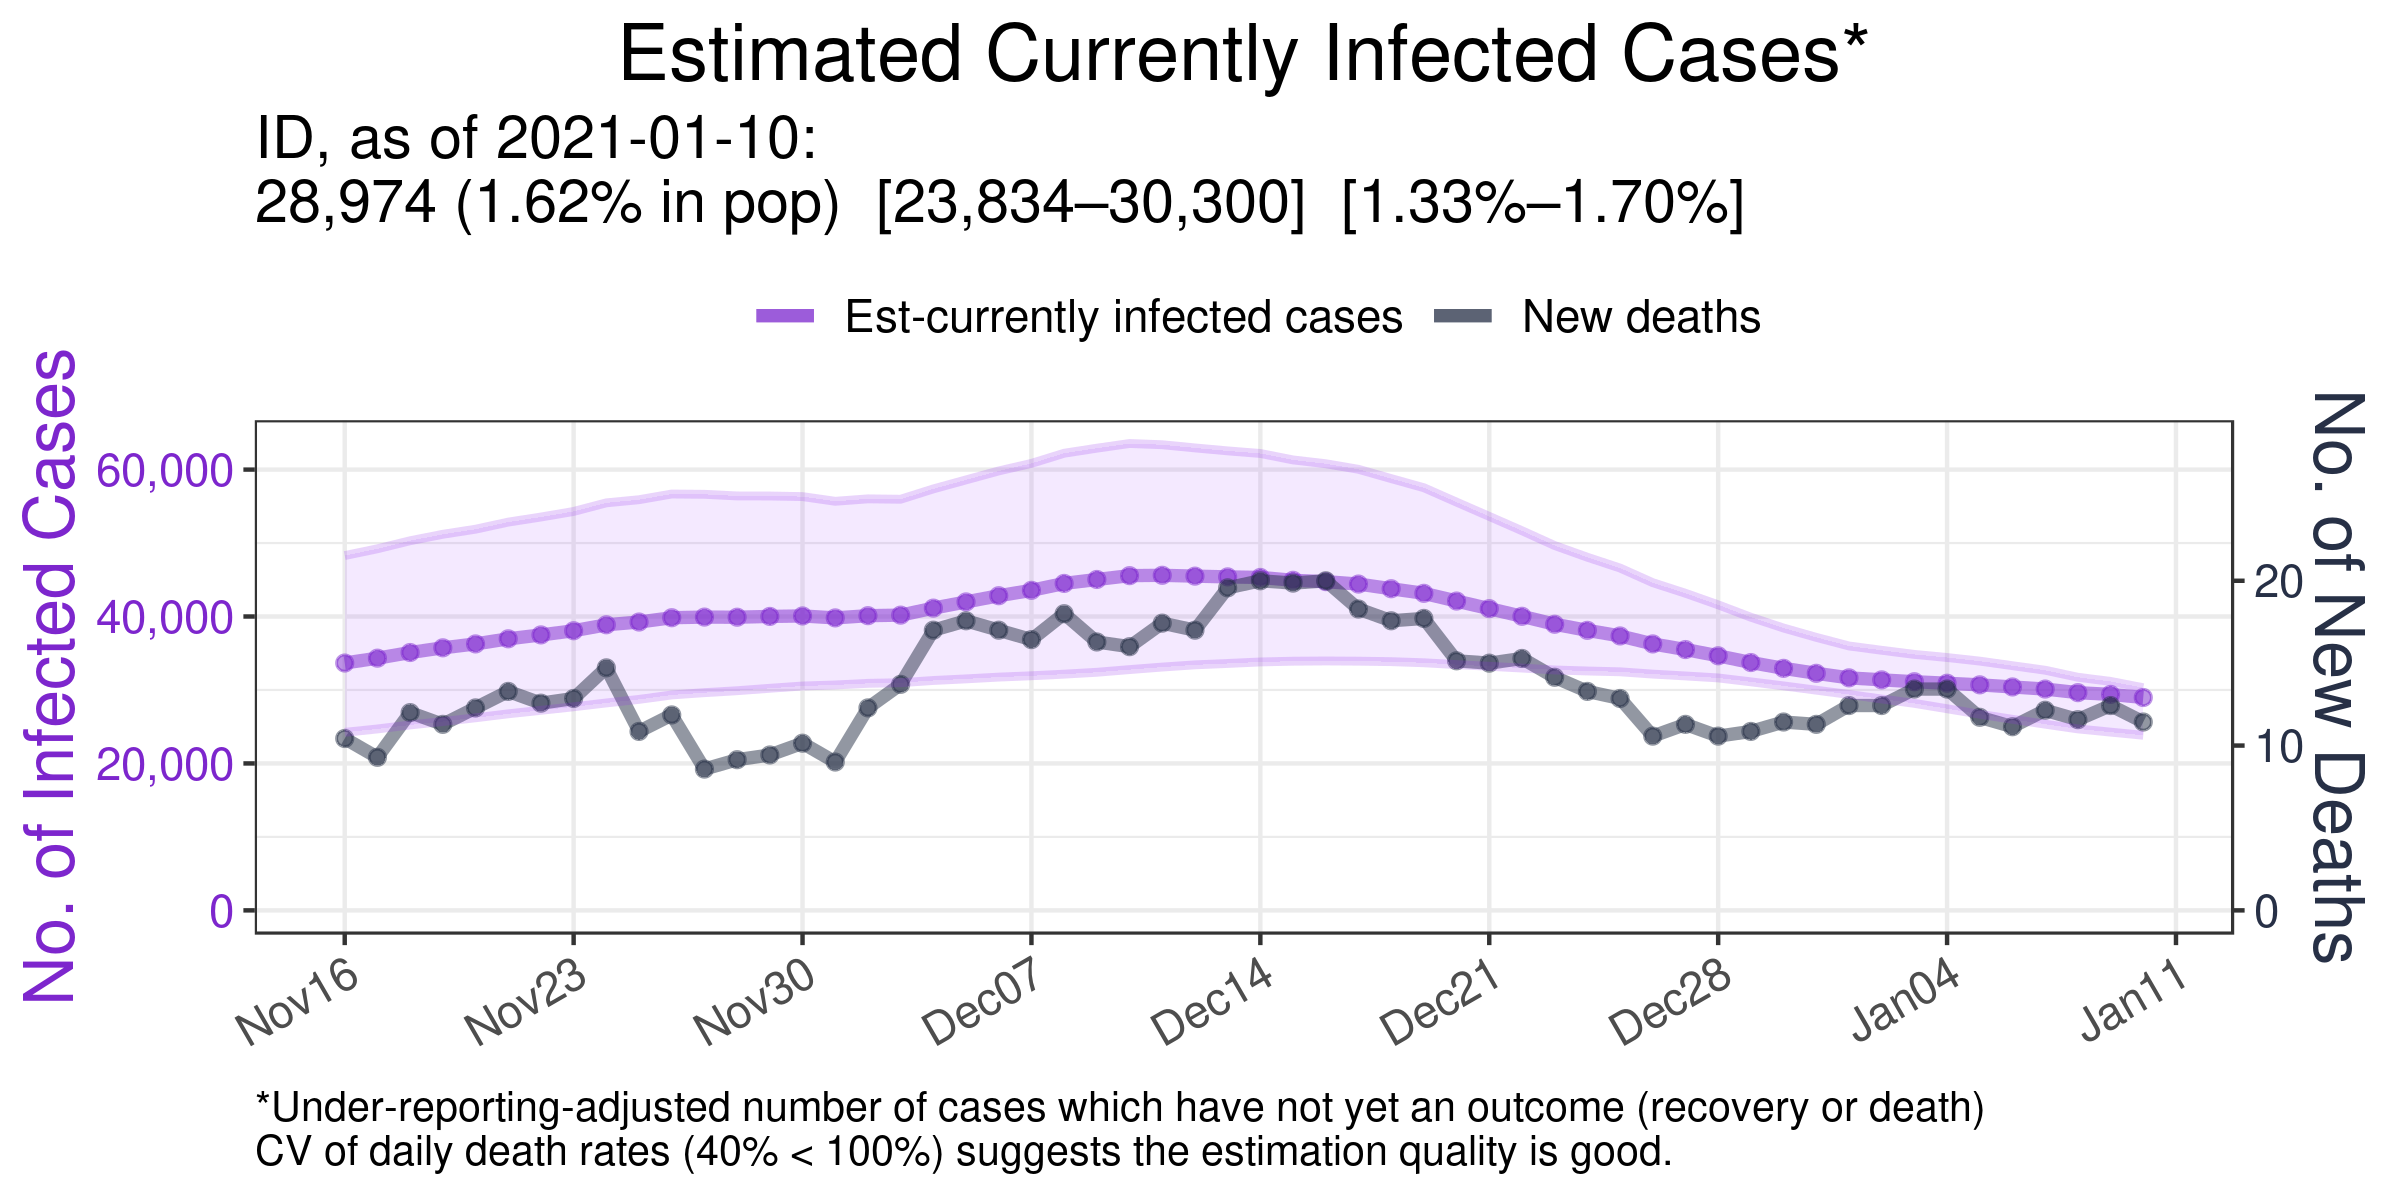 Estimated Currently Infected Cases*
ID, as of 2021-01-10:
28,974 (1.62% in pop)  [23,834–30,300]  [1.33%–1.70%]
Est-currently infected cases
New deaths
No. of Infected Cases
60,000
40,000
20,000
0
No. of New Deaths
20
10
0
Nov16
Nov23
Nov30
Dec07
Dec14
Dec21
Dec28
Jan04
Jan11
*Under-reporting-adjusted number of cases which have not yet an outcome (recovery or death)
CV of daily death rates (40% < 100%) suggests the estimation quality is good.